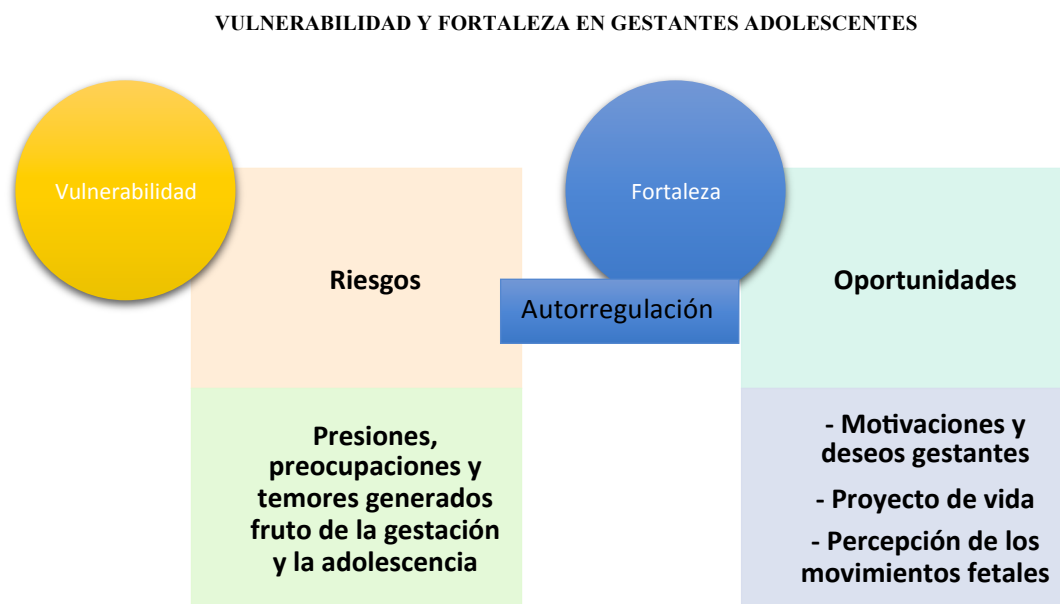 VULNERABILIDAD Y FORTALEZA EN GESTANTES ADOLESCENTES
Vulnerabilidad
Riesgos
Presiones,
preocupaciones y
temores generados
fruto de la gestación
y la adolescencia
Fortaleza
Autorregulación
Oportunidades
- Motivaciones y
deseos gestantes
- Proyecto de vida
- Percepción de los
movimientos fetales